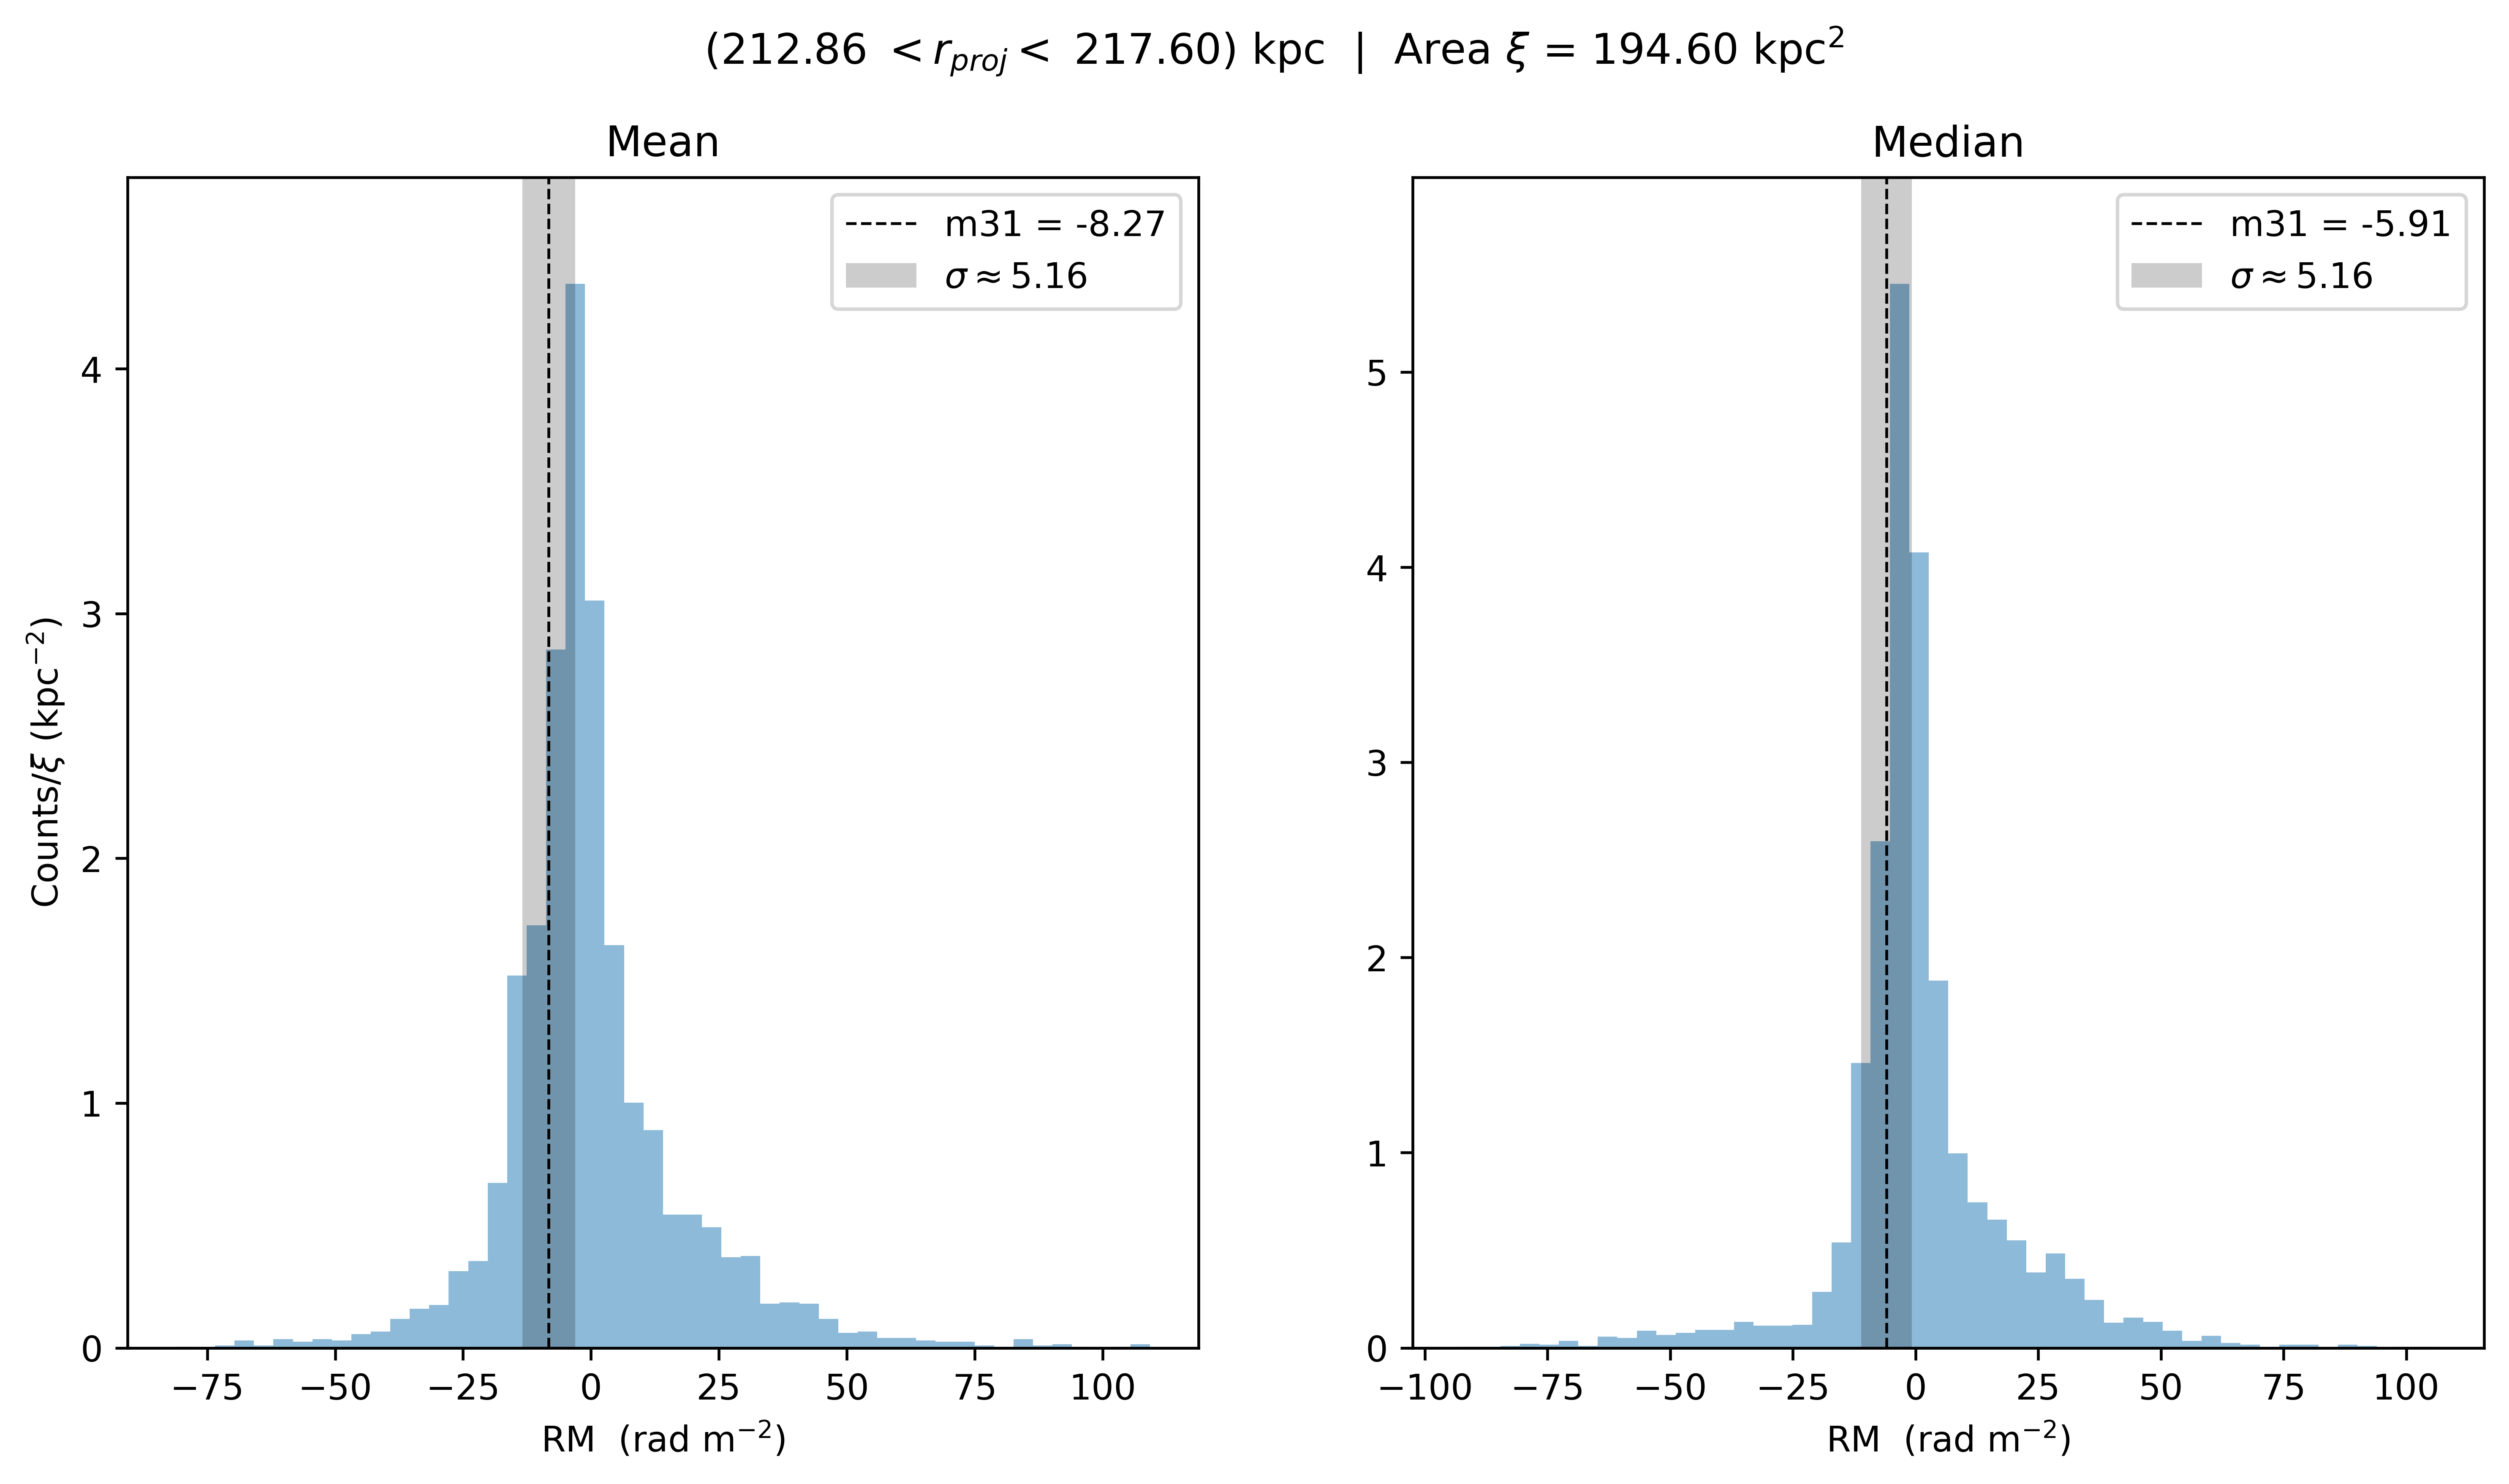 (212.86 < r_proj < 217.60) kpc | Area ξ = 194.60 kpc²
Mean
m31 = -8.27
σ ≈ 5.16
Counts/ξ (kpc⁻²)
4
3
2
1
0
−75 −50 −25 0 25 50 75 100
RM (rad m⁻²)
Median
m31 = -5.91
σ ≈ 5.16
5
4
3
2
1
0
−100 −75 −50 −25 0 25 50 75 100
RM (rad m⁻²)